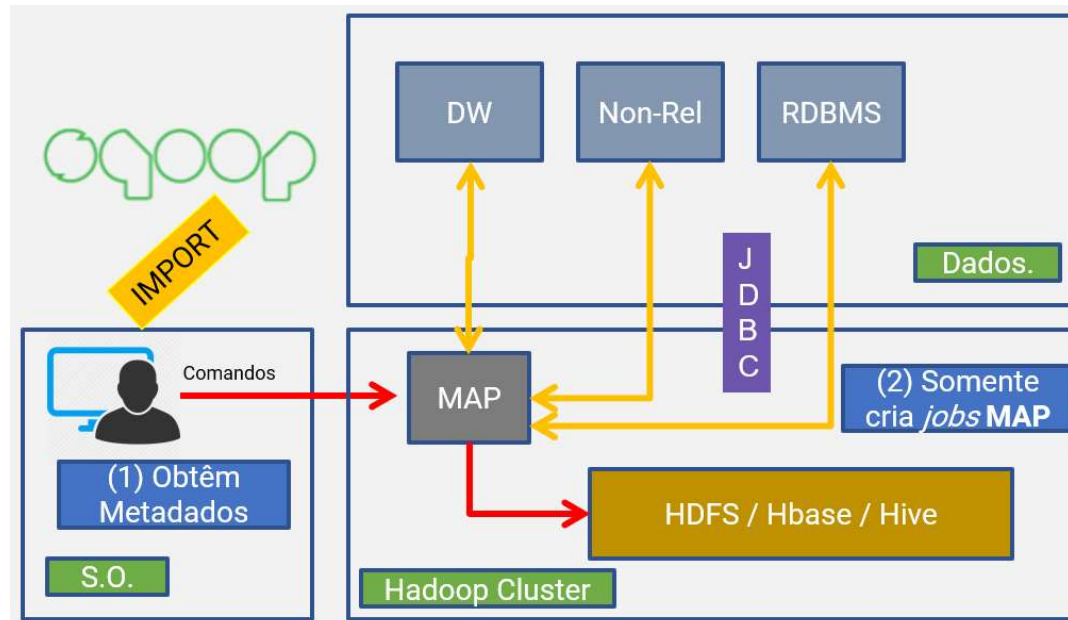 DW
Non-Rel
RDBMS
sqoop
IMPORT
J
D
B
C
Dados.
Comandos
MAP
(2) Somente
cria jobs MAP
(1) Obtêm
Metadados
HDFS / Hbase / Hive
S.O.
Hadoop Cluster